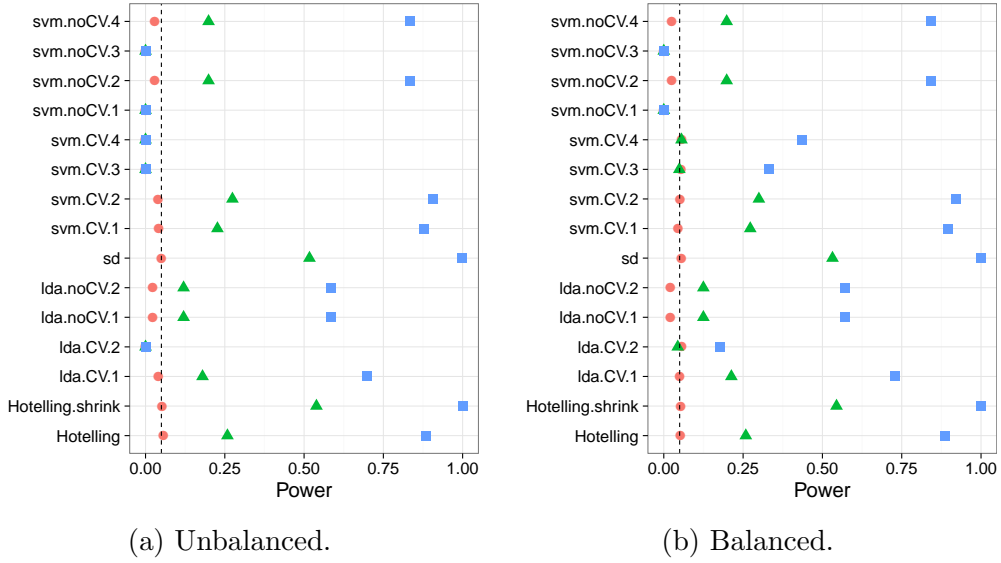 svm.noCV.4
svm.noCV.3
svm.noCV.2
svm.noCV.1
svm.CV.4
svm.CV.3
svm.CV.2
svm.CV.1
sd
lda.noCV.2
lda.noCV.1
lda.CV.2
lda.CV.1
Hotelling.shrink
Hotelling
0.00 0.25 0.50 0.75 1.00
Power
(a) Unbalanced.
svm.noCV.4
svm.noCV.3
svm.noCV.2
svm.noCV.1
svm.CV.4
svm.CV.3
svm.CV.2
svm.CV.1
sd
lda.noCV.2
lda.noCV.1
lda.CV.2
lda.CV.1
Hotelling.shrink
Hotelling
0.00 0.25 0.50 0.75 1.00
Power
(b) Balanced.